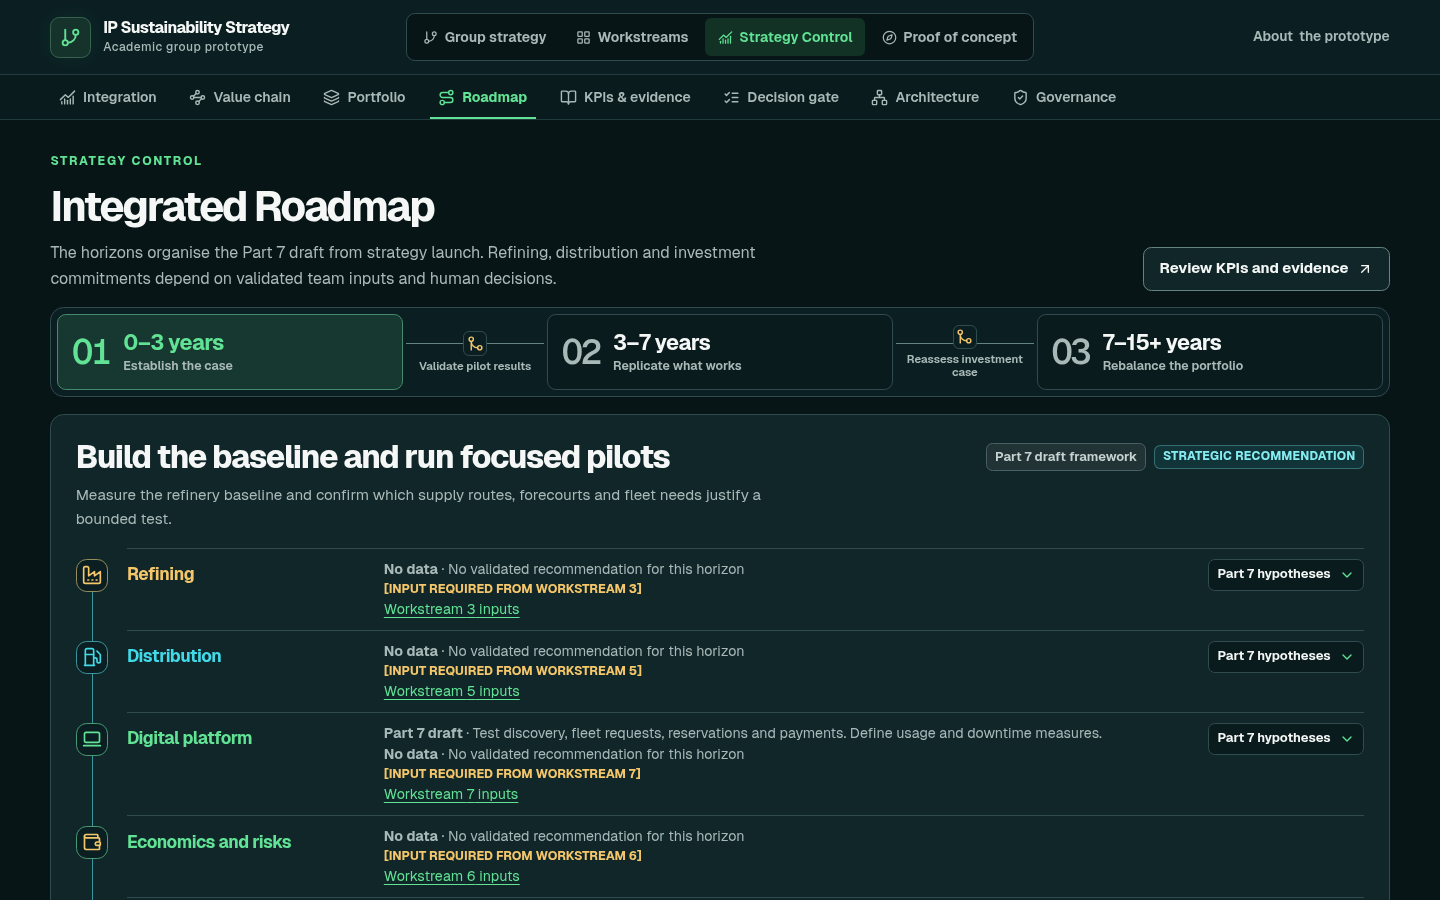 IP Sustainability Strategy
Academic group prototype
Group strategy
Workstreams
Strategy Control
Proof of concept
About the prototype
Integration
Value chain
Portfolio
Roadmap
KPIs & evidence
Decision gate
Architecture
Governance
STRATEGY CONTROL
Integrated Roadmap
The horizons organise the Part 7 draft from strategy launch. Refining, distribution and investment
commitments depend on validated team inputs and human decisions.
Review KPIs and evidence
01
0–3 years
Establish the case
Validate pilot results
02
3–7 years
Replicate what works
Reassess investment
case
03
7–15+ years
Rebalance the portfolio
Build the baseline and run focused pilots
Part 7 draft framework
STRATEGIC RECOMMENDATION
Measure the refinery baseline and confirm which supply routes, forecourts and fleet needs justify a
bounded test.
Refining
No data · No validated recommendation for this horizon
[INPUT REQUIRED FROM WORKSTREAM 3]
Workstream 3 inputs
Part 7 hypotheses
Distribution
No data · No validated recommendation for this horizon
[INPUT REQUIRED FROM WORKSTREAM 5]
Workstream 5 inputs
Part 7 hypotheses
Digital platform
Part 7 draft · Test discovery, fleet requests, reservations and payments. Define usage and downtime measures.
No data · No validated recommendation for this horizon
[INPUT REQUIRED FROM WORKSTREAM 7]
Workstream 7 inputs
Part 7 hypotheses
Economics and risks
No data · No validated recommendation for this horizon
[INPUT REQUIRED FROM WORKSTREAM 6]
Workstream 6 inputs